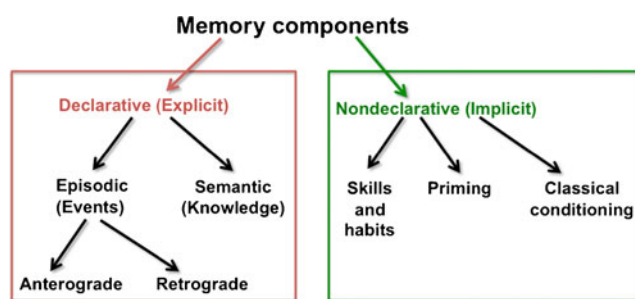 Memory components
Declarative (Explicit)
Episodic
(Events)
Semantic
(Knowledge)
Anterograde
Retrograde
Nondeclarative (Implicit)
Skills
and
habits
Priming
Classical
conditioning